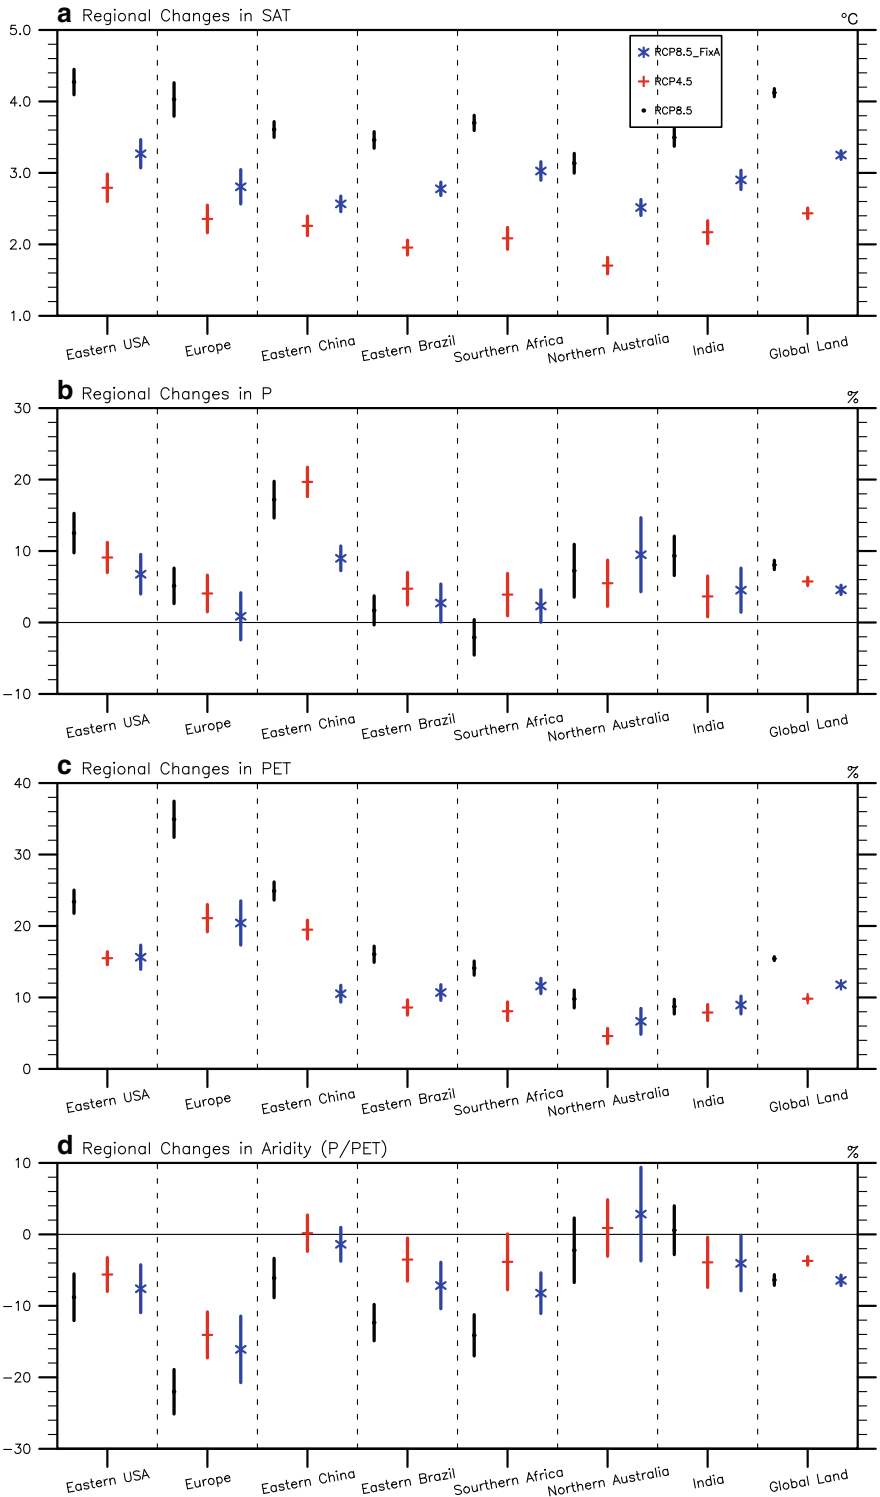 a Regional Changes in SAT
°C
5.0
4.0
3.0
2.0
1.0
RCP8.5_FixA
RCP4.5
RCP8.5
Eastern USA Europe Eastern China Eastern Brazil Sourthern Africa Northern Australia India Global Land
b Regional Changes in P
%
30
20
10
0
-10
Eastern USA Europe Eastern China Eastern Brazil Sourthern Africa Northern Australia India Global Land
c Regional Changes in PET
%
40
30
20
10
0
Eastern USA Europe Eastern China Eastern Brazil Sourthern Africa Northern Australia India Global Land
d Regional Changes in Aridity (P/PET)
%
10
0
-10
-20
-30
Eastern USA Europe Eastern China Eastern Brazil Sourthern Africa Northern Australia India Global Land